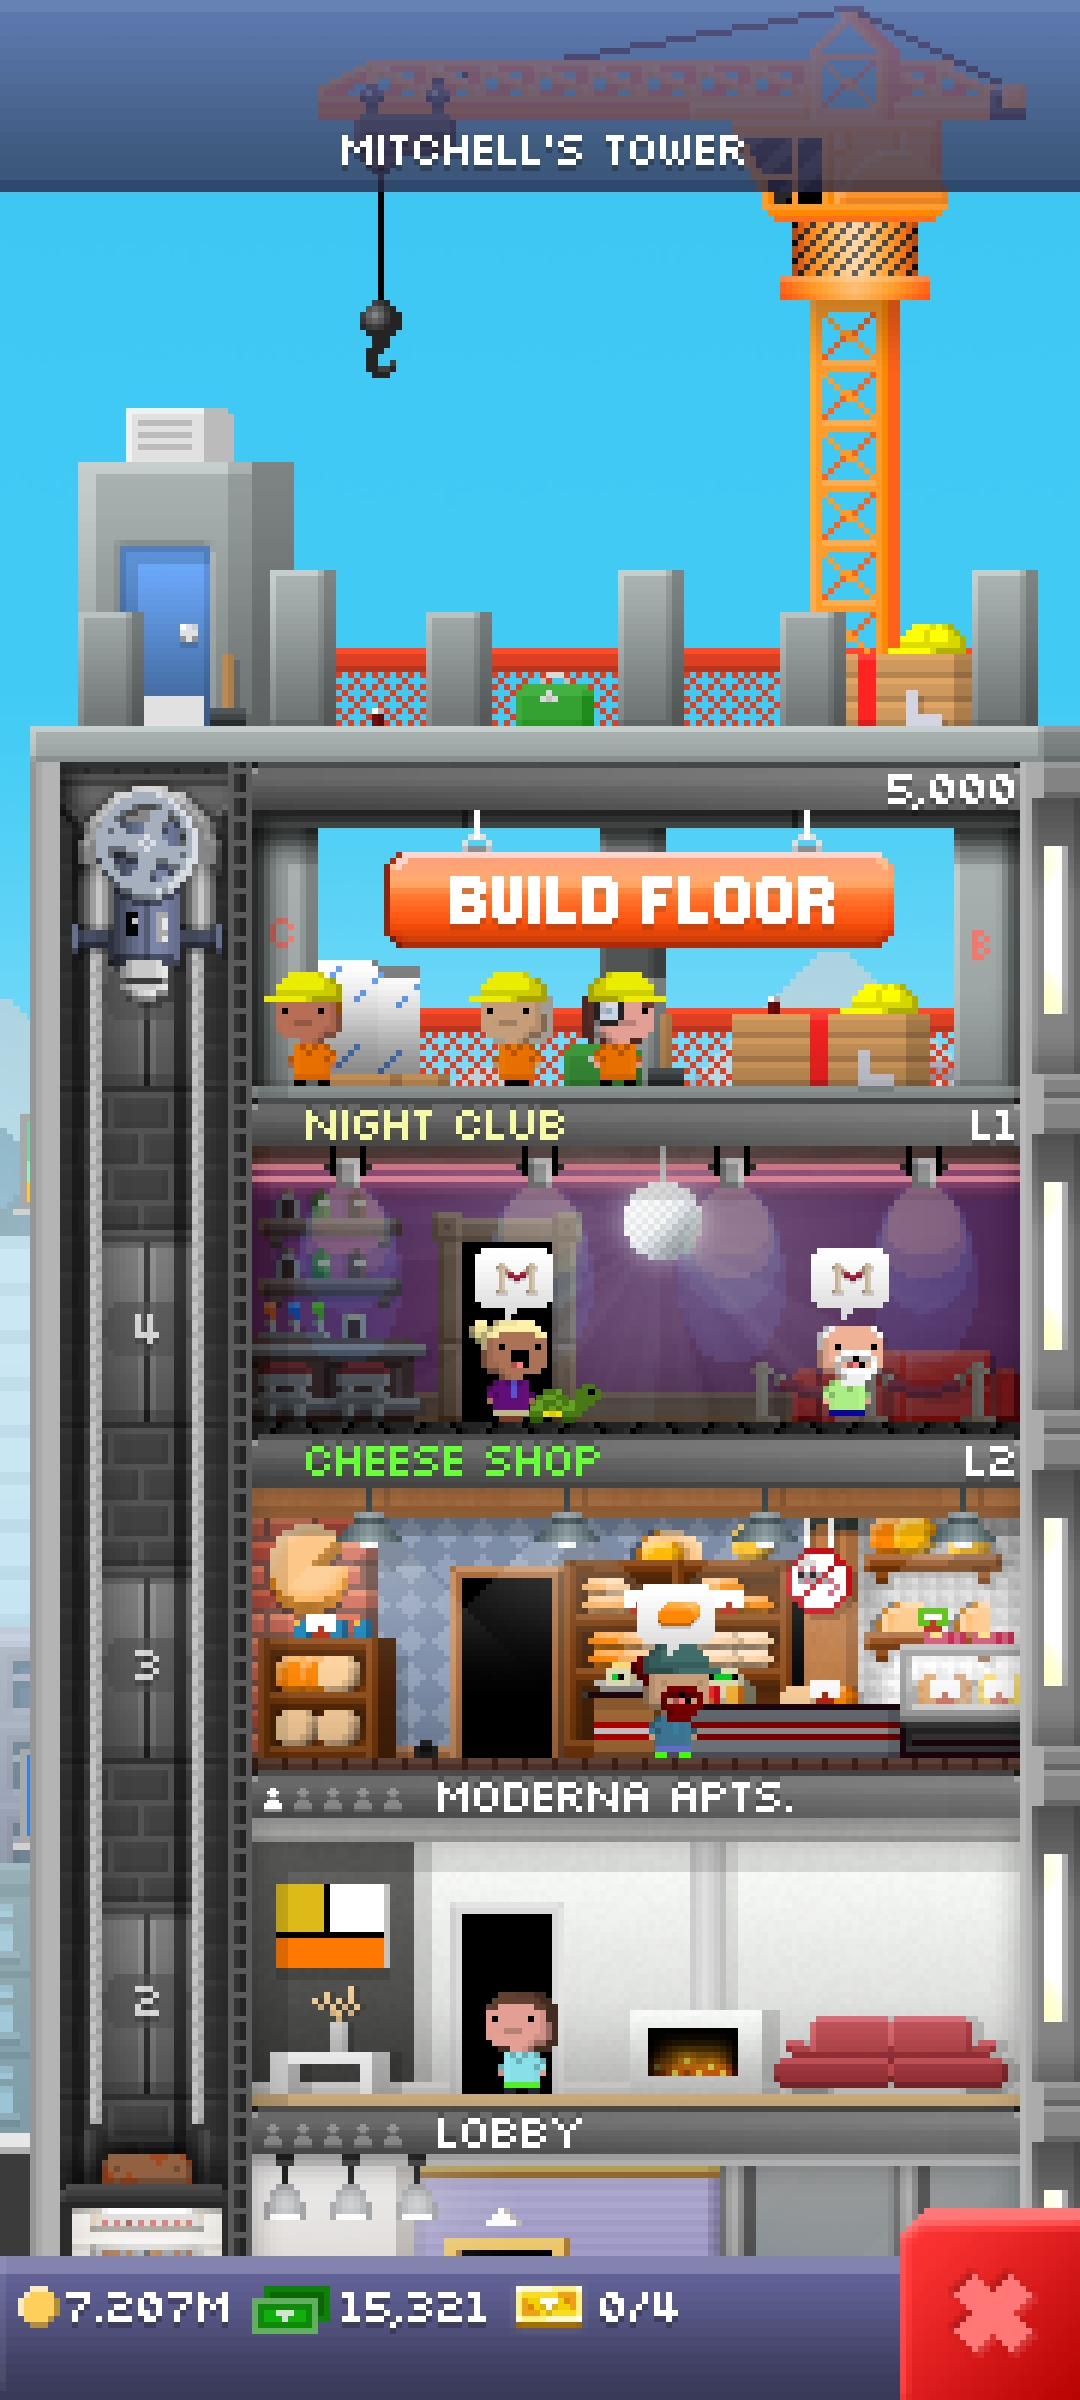 MITCHELL'S TOWER
5,000
BUILD FLOOR
C
B
NIGHT CLUB L1
4
CHEESE SHOP L2
3
MODERNA APTS.
2
LOBBY
7.207M 15,321 0/4